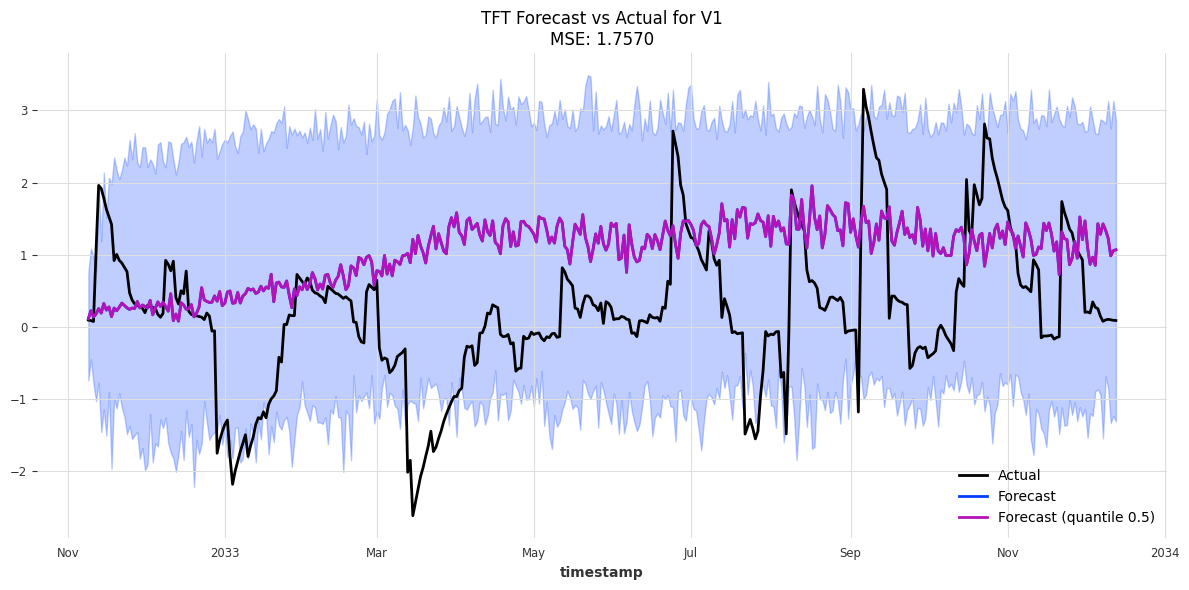 TFT Forecast vs Actual for V1
MSE: 1.7570
3
2
1
0
−1
−2
Actual
Forecast
Forecast (quantile 0.5)
Nov 2033 Mar May Jul Sep Nov 2034
timestamp